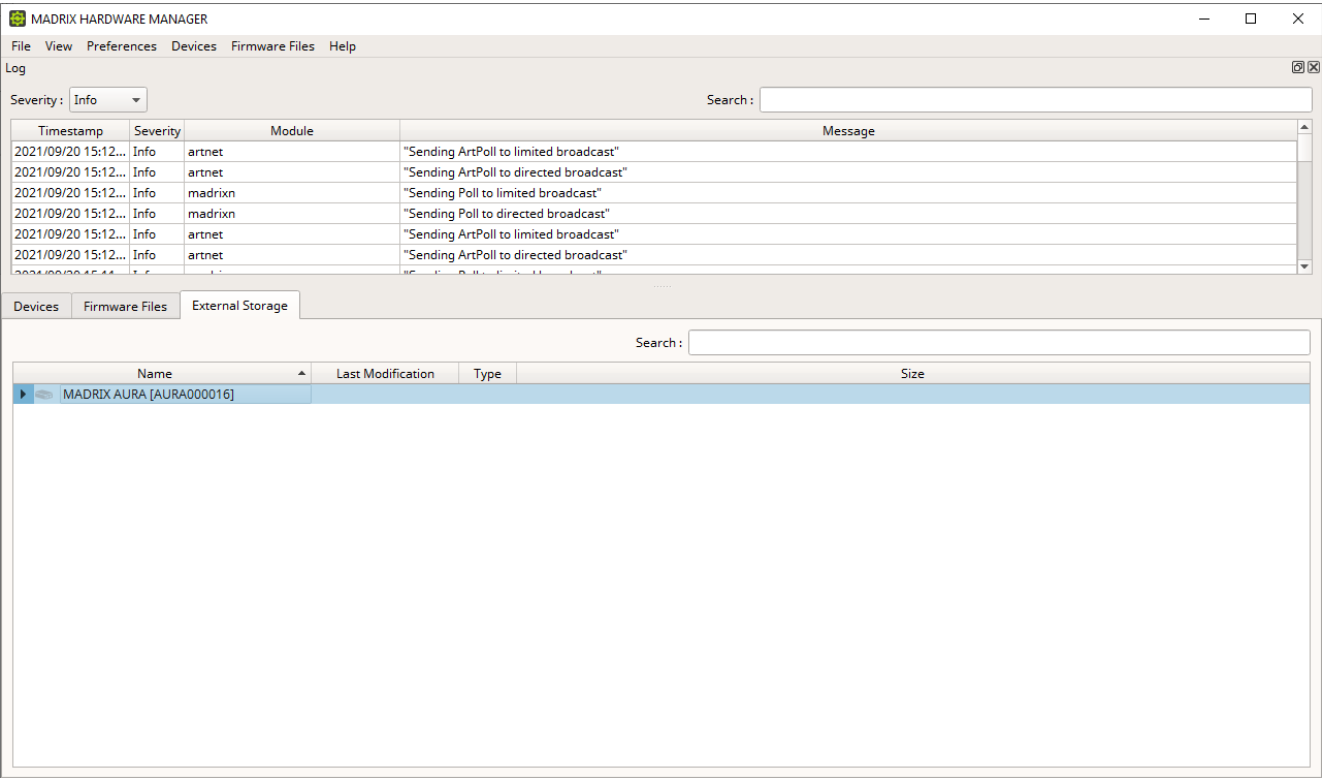 MADRIX HARDWARE MANAGER
File View Preferences Devices Firmware Files Help
Log
Severity : Info Search :
Timestamp Severity Module Message
2021/09/20 15:12... Info artnet "Sending ArtPoll to limited broadcast"
2021/09/20 15:12... Info artnet "Sending ArtPoll to directed broadcast"
2021/09/20 15:12... Info madrixn "Sending Poll to limited broadcast"
2021/09/20 15:12... Info madrixn "Sending Poll to directed broadcast"
2021/09/20 15:12... Info artnet "Sending ArtPoll to limited broadcast"
2021/09/20 15:12... Info artnet "Sending ArtPoll to directed broadcast"
Devices Firmware Files External Storage
Search :
Name Last Modification Type Size
MADRIX AURA [AURA000016]